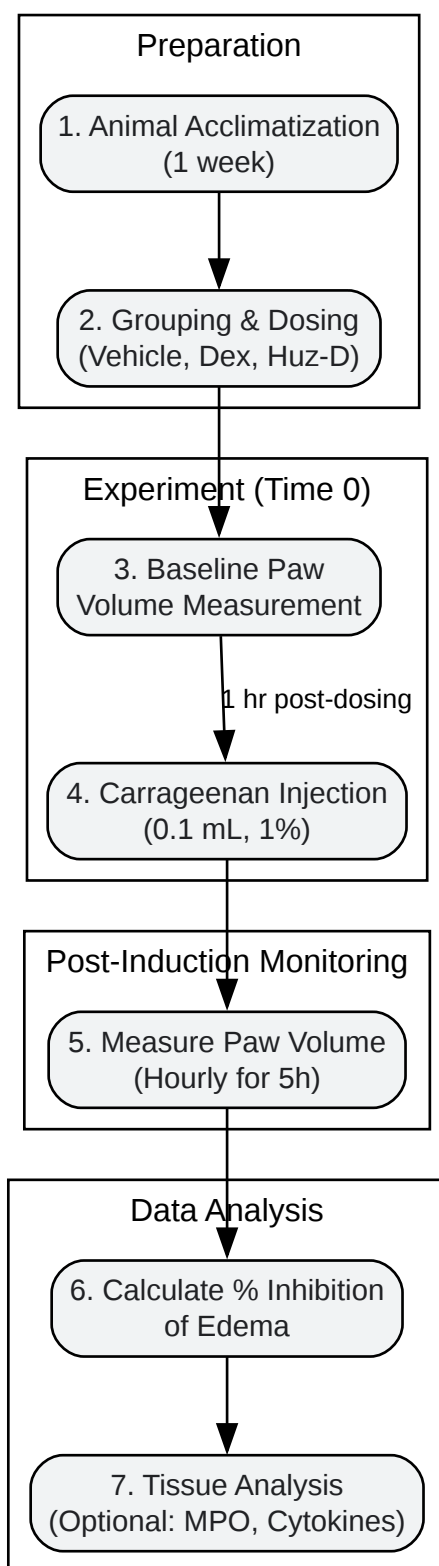 Preparation
1. Animal Acclimatization
(1 week)
2. Grouping & Dosing
(Vehicle, Dex, Huz-D)
Experiment (Time 0)
3. Baseline Paw
Volume Measurement
1 hr post-dosing
4. Carrageenan Injection
(0.1 mL, 1%)
Post-Induction Monitoring
5. Measure Paw Volume
(Hourly for 5h)
Data Analysis
6. Calculate % Inhibition
of Edema
7. Tissue Analysis
(Optional: MPO, Cytokines)